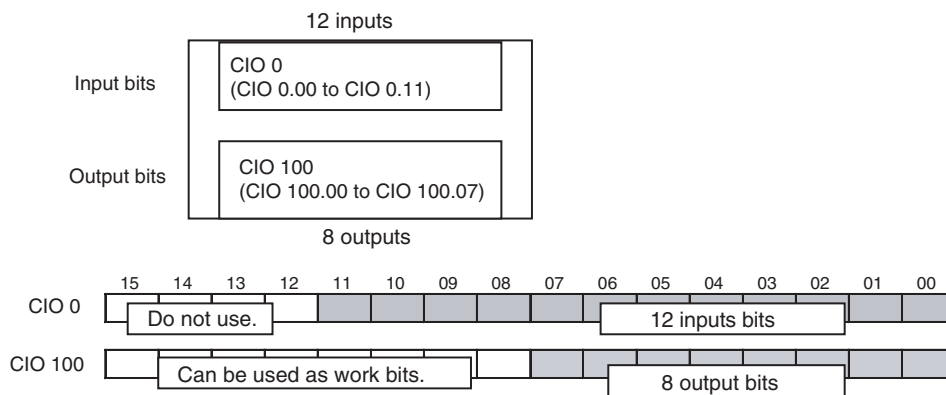 12 inputs
Input bits
CIO 0
(CIO 0.00 to CIO 0.11)
Output bits
CIO 100
(CIO 100.00 to CIO 100.07)
8 outputs
15 14 13 12 11 10 09 08 07 06 05 04 03 02 01 00
CIO 0
Do not use.
12 inputs bits
CIO 100
Can be used as work bits.
8 output bits